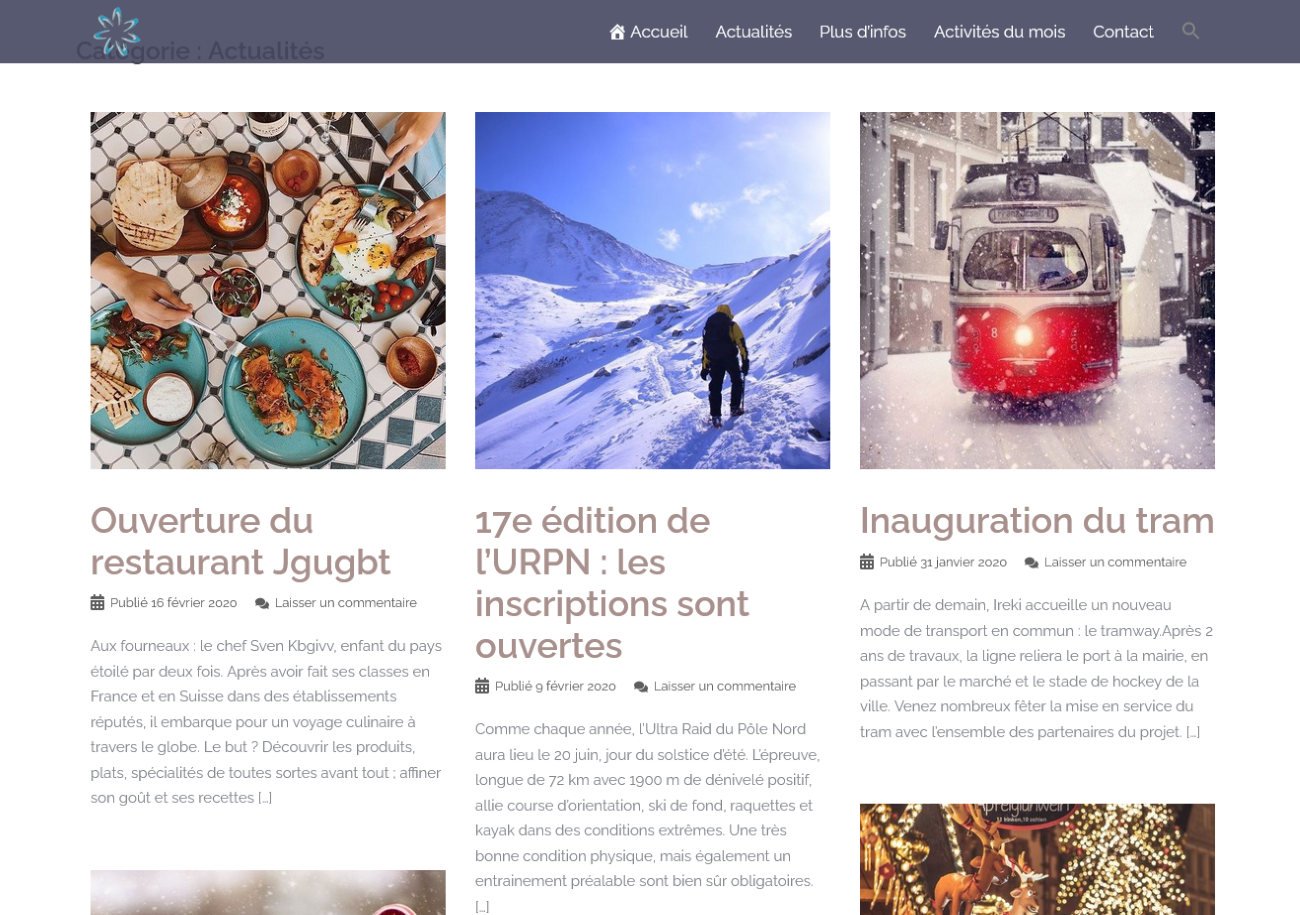 Accueil
Actualités
Plus d'infos
Activités du mois
Contact
Catégorie : Actualités
Ouverture du
restaurant Jgugbt
Publié 16 février 2020
Laisser un commentaire
Aux fourneaux : le chef Sven Kbgivv, enfant du pays
étoilé par deux fois. Après avoir fait ses classes en
France et en Suisse dans des établissements
réputés, il embarque pour un voyage culinaire à
travers le globe. Le but ? Découvrir les produits,
plats, spécialités de toutes sortes avant tout ; affiner
son goût et ses recettes […]
17e édition de
l'URPN : les
inscriptions sont
ouvertes
Publié 9 février 2020
Laisser un commentaire
Comme chaque année, l'Ultra Raid du Pôle Nord
aura lieu le 20 juin, jour du solstice d'été. L'épreuve,
longue de 72 km avec 1900 m de dénivelé positif,
allie course d'orientation, ski de fond, raquettes et
kayak dans des conditions extrêmes. Une très
bonne condition physique, mais également un
entrainement préalable sont bien sûr obligatoires.
[…]
8
Inauguration du tram
Publié 31 janvier 2020
Laisser un commentaire
A partir de demain, Ireki accueille un nouveau
mode de transport en commun : le tramway.Après 2
ans de travaux, la ligne reliera le port à la mairie, en
passant par le marché et le stade de hockey de la
ville. Venez nombreux fêter la mise en service du
tram avec l'ensemble des partenaires du projet. […]
Apfelglühwein